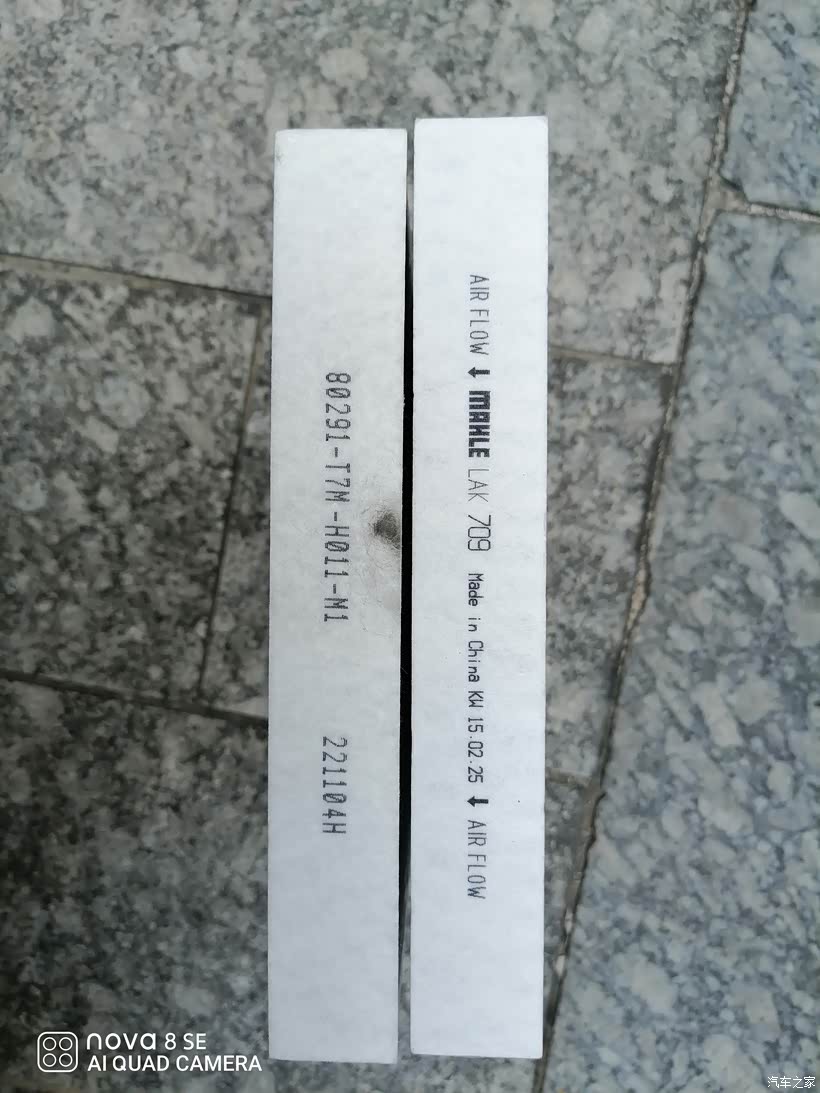 80291-T7M-H011-M1 221104H
AIR FLOW ⬇ MAHLE LAK 709 Made in China KW 15.02.25 ⬇ AIR FLOW
nova 8 SE
AI QUAD CAMERA
汽车之家